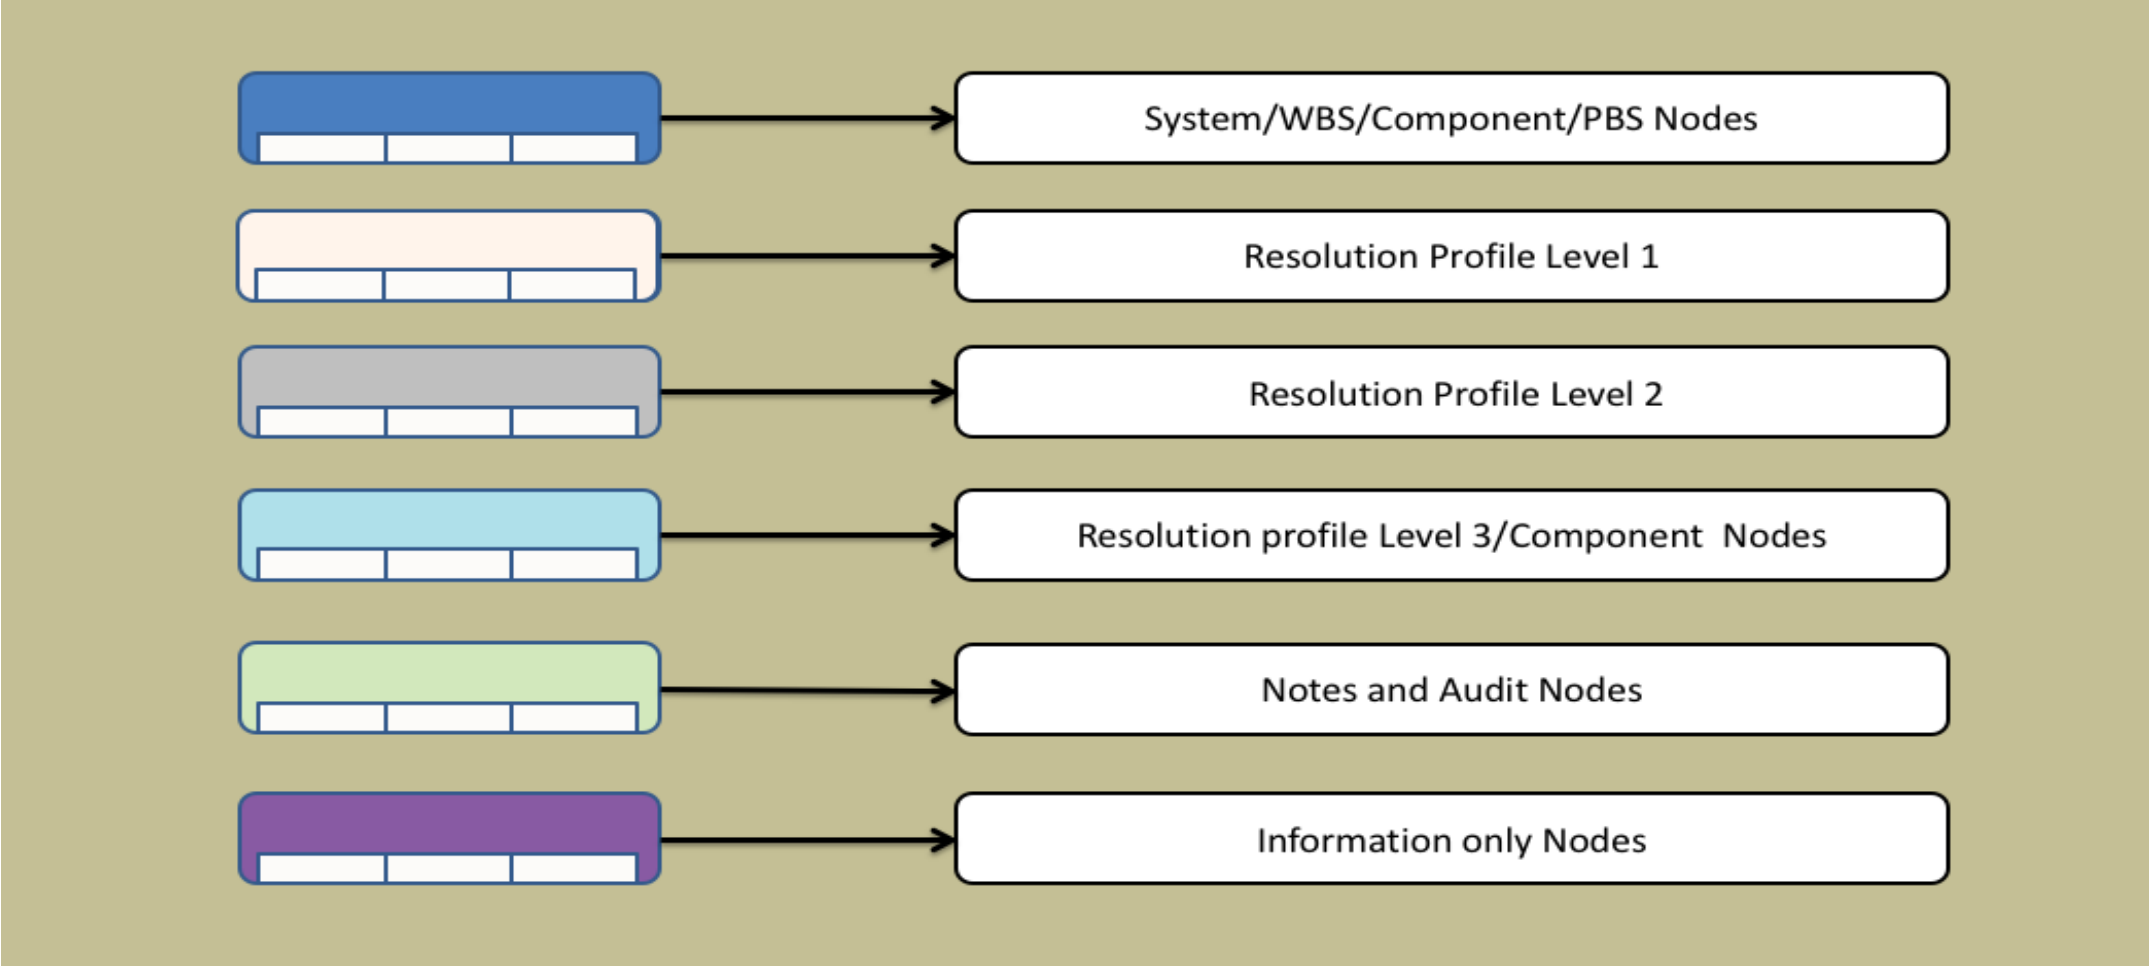 System/WBS/Component/PBS Nodes
Resolution Profile Level 1
Resolution Profile Level 2
Resolution profile Level 3/Component  Nodes
Notes and Audit Nodes
Information only Nodes